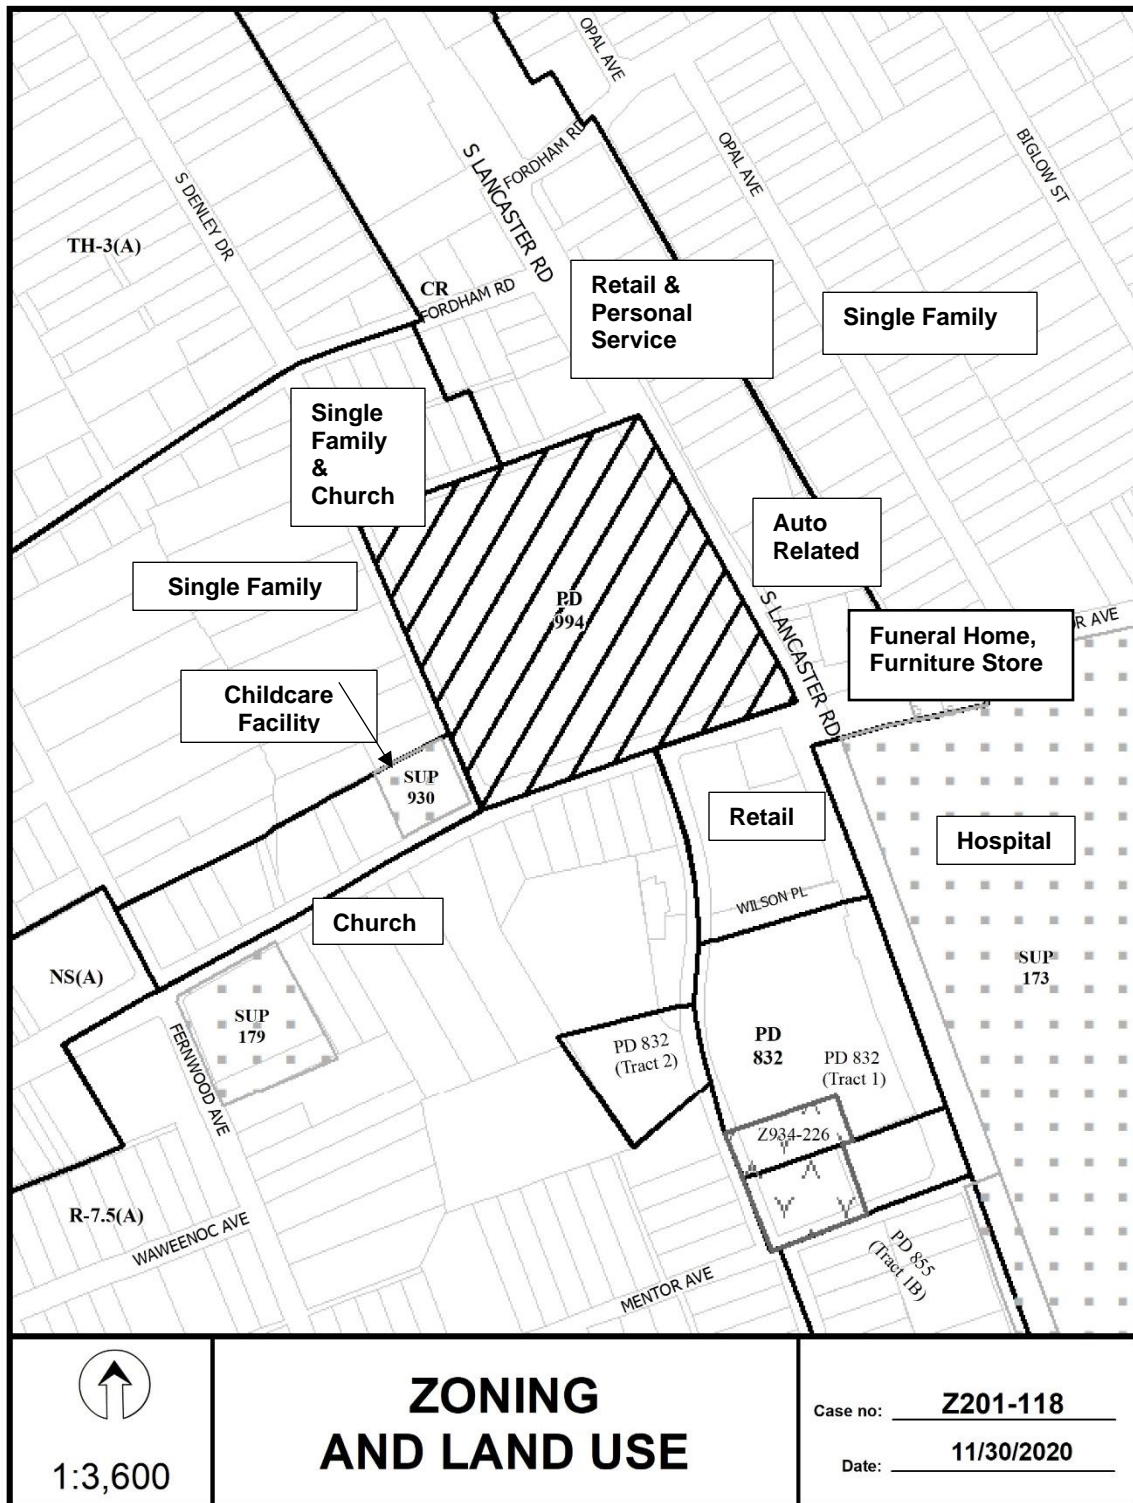 OPAL AVE
FORDHAM RD
S LANCASTER RD
OPAL AVE
BIGLOW ST
S DENLEY DR
TH-3(A)
CR
FORDHAM RD
Retail &
Personal
Service
Single Family
Single
Family
&
Church
Auto
Related
Single Family
PD
994
S LANCASTER RD
Funeral Home,
Furniture Store
R AVE
Childcare
Facility
SUP
930
Retail
Hospital
WILSON PL
Church
NS(A)
SUP
179
SUP
173
FERNWOOD AVE
PD 832
(Tract 2)
PD
832
PD 832
(Tract 1)
Z934-226
R-7.5(A)
WAWEENOC AVE
MENTOR AVE
PD 855
(Tract 1B)
1:3,600
ZONING
AND LAND USE
Case no: Z201-118
Date: 11/30/2020